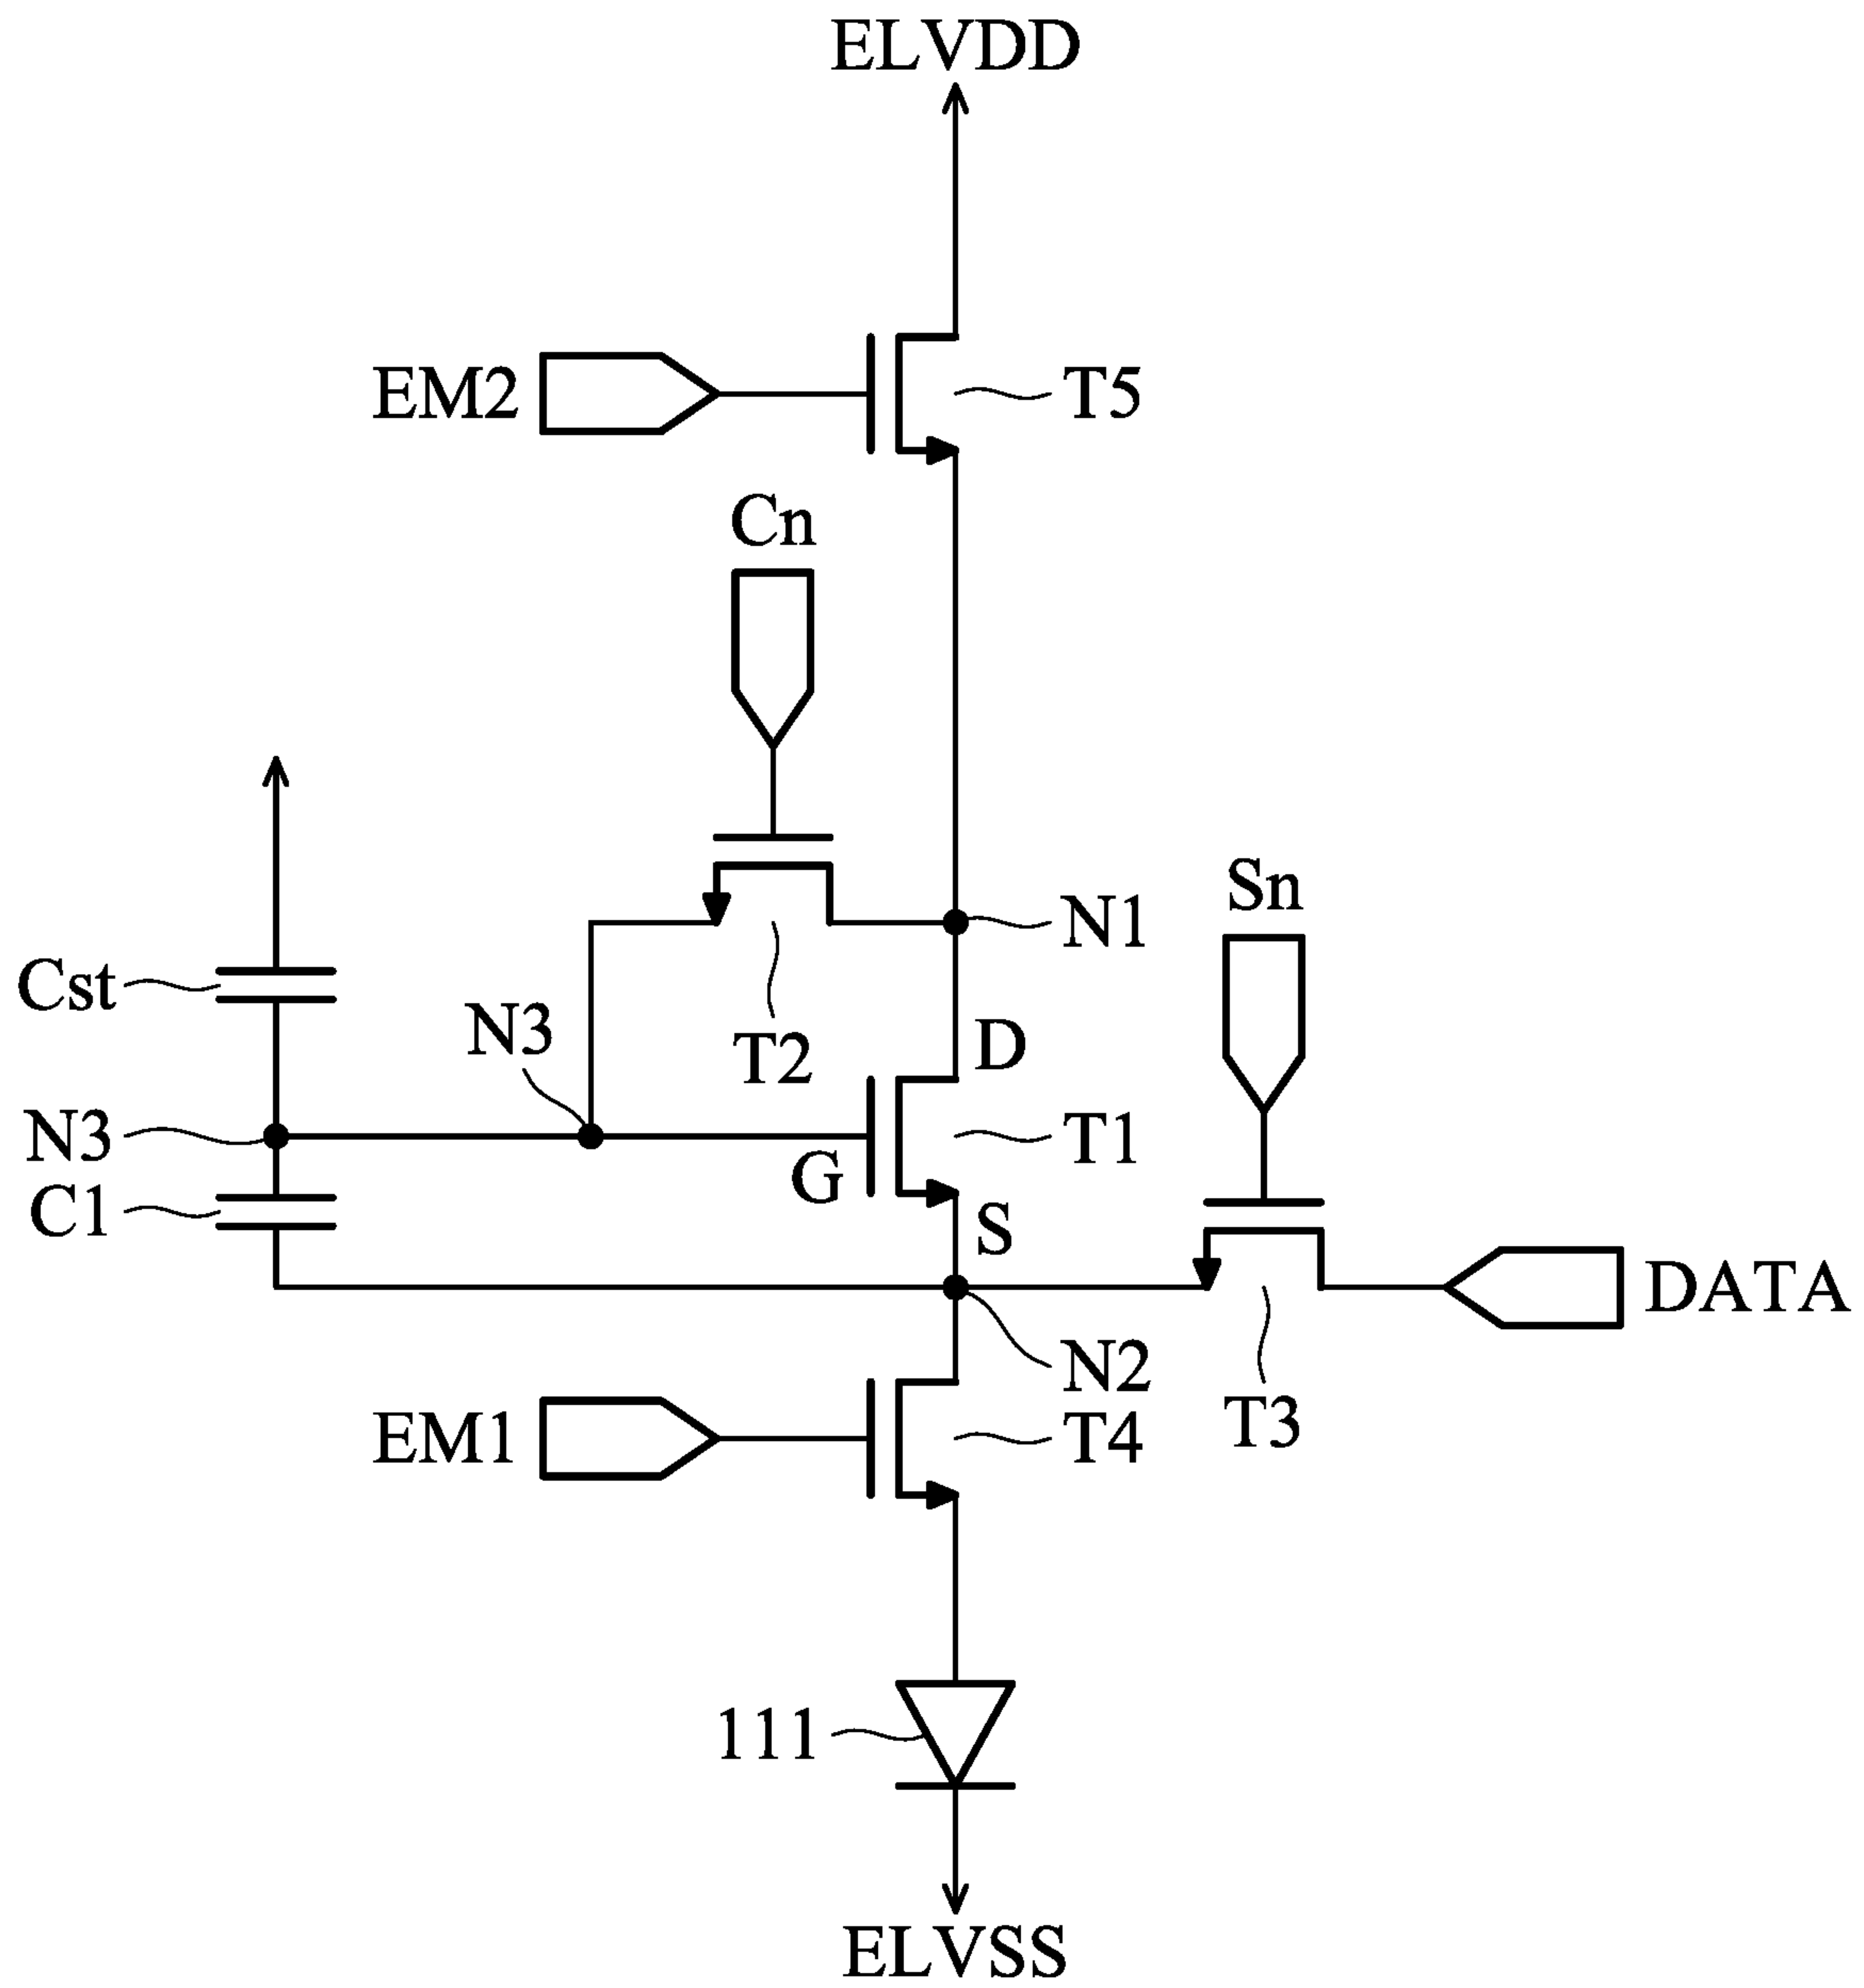 ELVDD
EM2
T5
Cn
Sn
N1
Cst
N3
T2
D
N3
T1
G
C1
S
DATA
N2
EM1
T4
T3
111
ELVSS